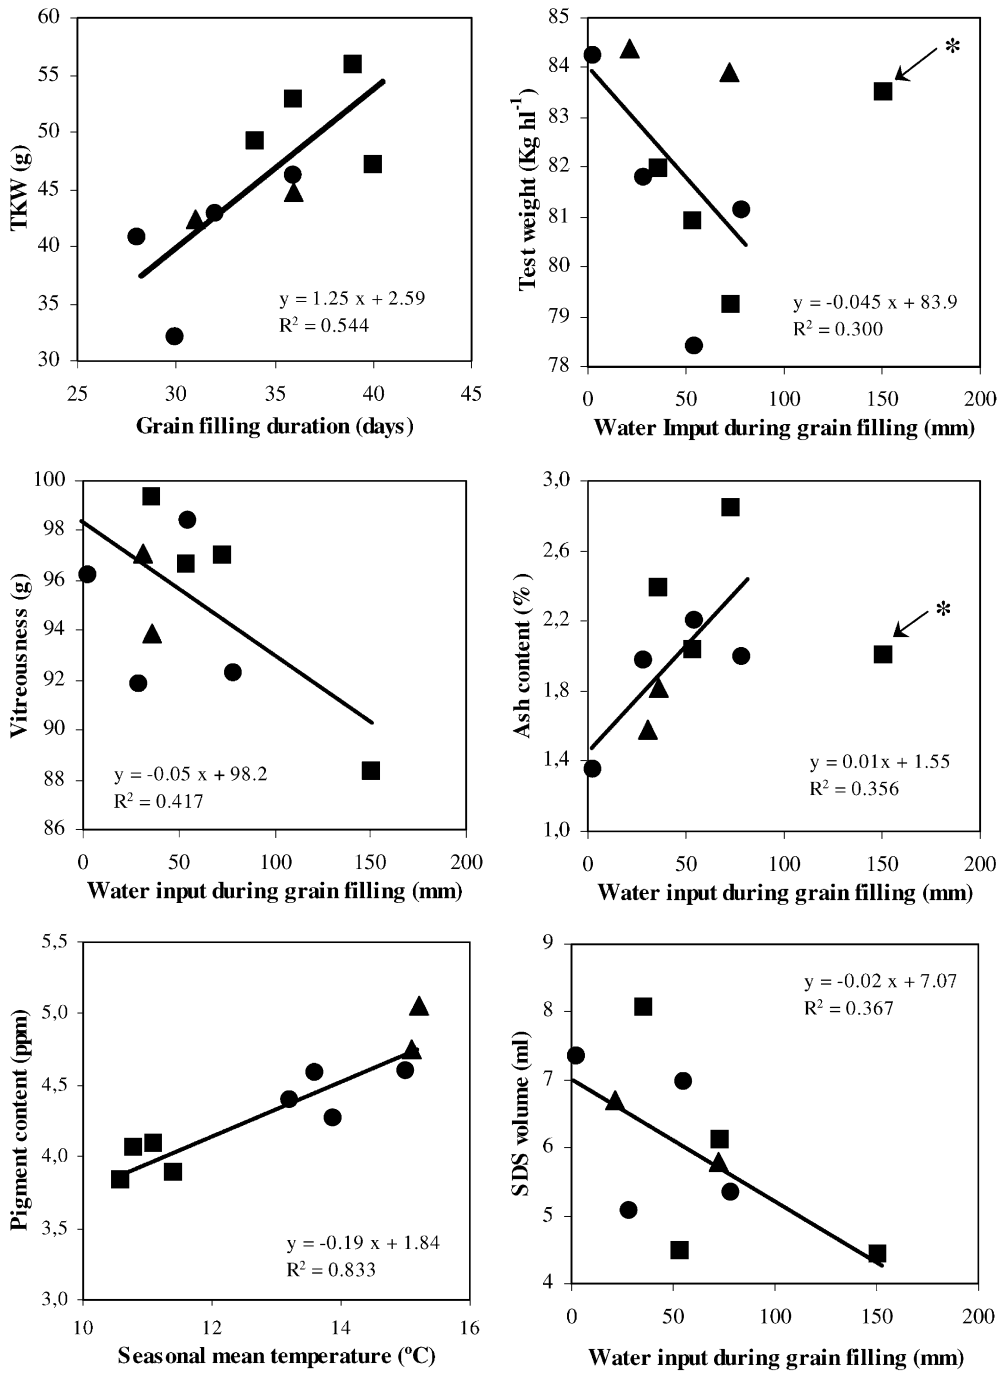 60
55
50
45
40
35
30
TKW (g)
y = 1.25 x + 2.59
R² = 0.544
25 30 35 40 45
Grain filling duration (days)
85
84
83
82
81
80
79
78
Test weight (Kg hl⁻¹)
*
y = -0.045 x + 83.9
R² = 0.300
0 50 100 150 200
Water Imput during grain filling (mm)
100
98
96
94
92
90
88
86
Vitreousness (g)
y = -0.05 x + 98.2
R² = 0.417
0 50 100 150 200
Water input during grain filling (mm)
3,0
2,6
2,2
1,8
1,4
1,0
Ash content (% )
*
y = 0.01x + 1.55
R² = 0.356
0 50 100 150 200
Water input during grain filling (mm)
5,5
5,0
4,5
4,0
3,5
3,0
Pigment content (ppm)
y = -0.19 x + 1.84
R² = 0.833
10 12 14 16
Seasonal mean temperature (ºC)
9
8
7
6
5
4
SDS volume (ml)
y = -0.02 x + 7.07
R² = 0.367
0 50 100 150 200
Water input during grain filling (mm)